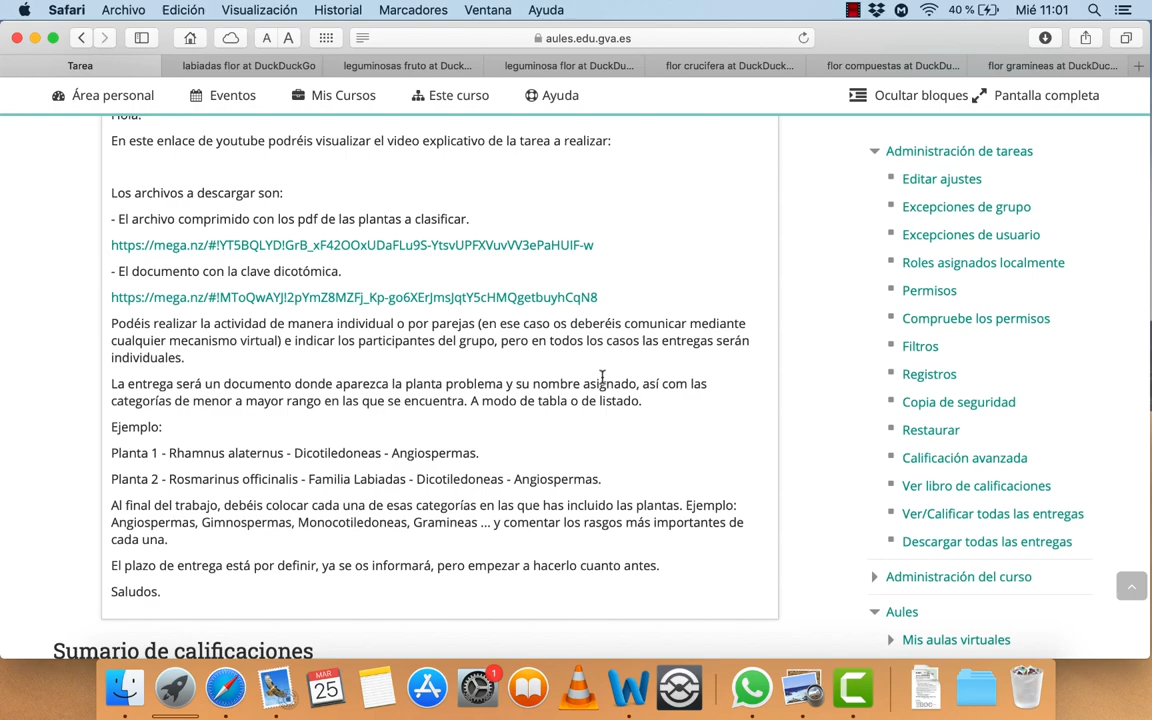 Safari Archivo Edición Visualización Historial Marcadores Ventana Ayuda 40 % Mié 11:01
A A aules.edu.gva.es
Tarea labiadas flor at DuckDuckGo leguminosas fruto at Duck... leguminosa flor at DuckDu... flor crucifera at DuckDuck... flor compuestas at DuckDu... flor gramineas at DuckDuc...
Área personal Eventos Mis Cursos Este curso Ayuda Ocultar bloques Pantalla completa
Hola:
En este enlace de youtube podréis visualizar el video explicativo de la tarea a realizar:
Los archivos a descargar son:
- El archivo comprimido con los pdf de las plantas a clasificar.
https://mega.nz/#!YT5BQLYD!GrB_xF42OOxUDaFLu9S-YtsvUPFXVuvVV3ePaHUIF-w
- El documento con la clave dicotómica.
https://mega.nz/#!MToQwAYJ!2pYmZ8MZFj_Kp-go6XErJmsJqtY5cHMQgetbuyhCqN8
Podéis realizar la actividad de manera individual o por parejas (en ese caso os deberéis comunicar mediante
cualquier mecanismo virtual) e indicar los participantes del grupo, pero en todos los casos las entregas serán
individuales.
La entrega será un documento donde aparezca la planta problema y su nombre asignado, así com las
categorías de menor a mayor rango en las que se encuentra. A modo de tabla o de listado.
Ejemplo:
Planta 1 - Rhamnus alaternus - Dicotiledoneas - Angiospermas.
Planta 2 - Rosmarinus officinalis - Familia Labiadas - Dicotiledoneas - Angiospermas.
Al final del trabajo, debéis colocar cada una de esas categorías en las que has incluido las plantas. Ejemplo:
Angiospermas, Gimnospermas, Monocotiledoneas, Gramineas ... y comentar los rasgos más importantes de
cada una.
El plazo de entrega está por definir, ya se os informará, pero empezar a hacerlo cuanto antes.
Saludos.
Sumario de calificaciones
Administración de tareas
Editar ajustes
Excepciones de grupo
Excepciones de usuario
Roles asignados localmente
Permisos
Compruebe los permisos
Filtros
Registros
Copia de seguridad
Restaurar
Calificación avanzada
Ver libro de calificaciones
Ver/Calificar todas las entregas
Descargar todas las entregas
Administración del curso
Aules
Mis aulas virtuales
MAR
25
1